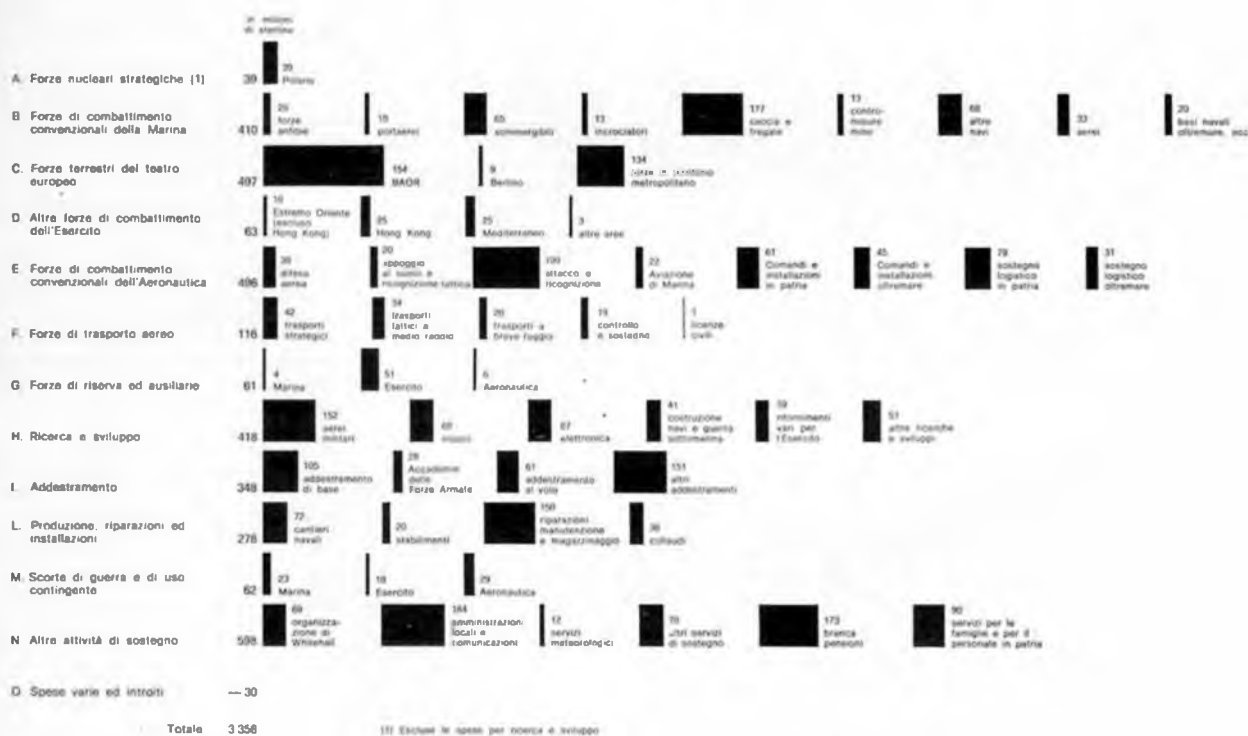 in milioni
di sterline
A. Forze nucleari strategiche (1) 39
39
Polaris
B. Forze di combattimento
convenzionali della Marina 410
forze
anfibie
portaerei
65
sommergibili
13
incrociatori
177
caccia e
fregate
13
contro-
misure
mine
68
altre
navi
33
aerei
20
basi navali
oltremare, ecc.
C. Forze terrestri del teatro
europeo 497
BAOR
9
Berlino
134
forze in territorio
metropolitano
D. Altre forze di combattimento
dell'Esercito 63
10
Estremo Oriente
(escluso
Hong Kong)
25
Hong Kong
25
Mediterraneo
3
altre aree
E. Forze di combattimento
convenzionali dell'Aeronautica 496
difesa
aerea
20
appoggio
al suolo e
ricognizione tattica
attacco e
ricognizione
22
Aviazione
di Marina
61
Comandi e
installazioni
in patria
45
Comandi e
installazioni
oltremare
sostegno
logistico
in patria
31
sostegno
logistico
oltremare
F. Forze di trasporto aereo 116
42
trasporti
strategici
34
trasporti
tattici a
medio raggio
20
trasporti a
breve raggio
19
controllo
e sostegno
1
licenze
civili
G. Forze di riserva ed ausiliarie 61
4
Marina
51
Esercito
6
Aeronautica
H. Ricerca e sviluppo 418
152
aerei
militari
missili
67
elettronica
41
costruzione
navi e guerra
sottomarina
rifornimenti
vari per
l'Esercito
51
altre ricerche
e sviluppi
I. Addestramento 348
105
addestramento
di base
28
Accademie
delle
Forze Armate
61
addestramento
al volo
151
altri
addestramenti
L. Produzione, riparazioni ed
installazioni 278
72
cantieri
navali
20
stabilimenti
150
riparazioni
manutenzione
e magazzinaggio
36
collaudi
M. Scorte di guerra e di uso
contingente 62
23
Marina
Esercito
29
Aeronautica
N. Altre attività di sostegno 598
69
organizza-
zione di
Whitehall
184
amministrazioni
locali e
comunicazioni
12
servizi
meteorologici
70
altri servizi
di sostegno
173
branca
pensioni
90
servizi per le
famiglie e per il
personale in patria
O. Spese varie ed introiti — 30
Totale 3 356
(1) Escluse le spese per ricerca e sviluppo